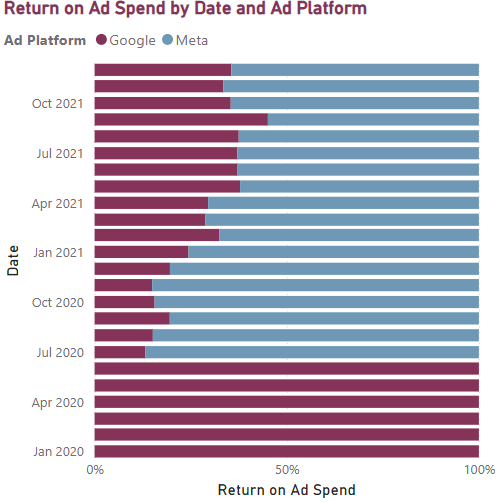 Return on Ad Spend by Date and Ad Platform
Ad Platform Google Meta
Oct 2021
Jul 2021
Apr 2021
Jan 2021
Oct 2020
Jul 2020
Apr 2020
Jan 2020
Date
0% 50% 100%
Return on Ad Spend